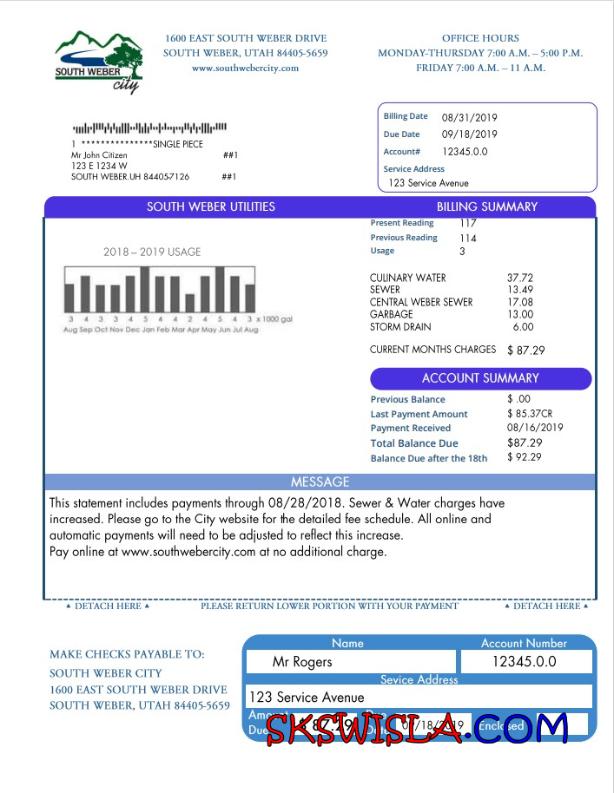 SOUTH WEBER
city
1600 EAST SOUTH WEBER DRIVE
SOUTH WEBER, UTAH 84405-5659
www.southwebercity.com
OFFICE HOURS
MONDAY-THURSDAY 7:00 A.M. – 5:00 P.M.
FRIDAY 7:00 A.M. – 11 A.M.
Billing Date 08/31/2019
Due Date 09/18/2019
Account# 12345.0.0
Service Address
123 Service Avenue
1 ***************SINGLE PIECE
Mr John Citizen ##1
123 E 1234 W
SOUTH WEBER UH 84405-7126 ##1
SOUTH WEBER UTILITIES
2018 – 2019 USAGE
3 4 3 3 4 5 4 4 2 4 5 4 3 x 1000 gal
Aug Sep Oct Nov Dec Jan Feb Mar Apr May Jun Jul Aug
BILLING SUMMARY
Present Reading 117
Previous Reading 114
Usage 3
CULINARY WATER 37.72
SEWER 13.49
CENTRAL WEBER SEWER 17.08
GARBAGE 13.00
STORM DRAIN 6.00
CURRENT MONTHS CHARGES $ 87.29
ACCOUNT SUMMARY
Previous Balance $ .00
Last Payment Amount $ 85.37CR
Payment Received 08/16/2019
Total Balance Due $87.29
Balance Due after the 18th $ 92.29
MESSAGE
This statement includes payments through 08/28/2018. Sewer & Water charges have
increased. Please go to the City website for the detailed fee schedule. All online and
automatic payments will need to be adjusted to reflect this increase.
Pay online at www.southwebercity.com at no additional charge.
▲ DETACH HERE ▲ PLEASE RETURN LOWER PORTION WITH YOUR PAYMENT ▲ DETACH HERE ▲
MAKE CHECKS PAYABLE TO:
SOUTH WEBER CITY
1600 EAST SOUTH WEBER DRIVE
SOUTH WEBER, UTAH 84405-5659
Name Account Number
Mr Rogers 12345.0.0
Sevice Address
123 Service Avenue
Due $ 87.29 Enclosed
SKSWISLA.COM